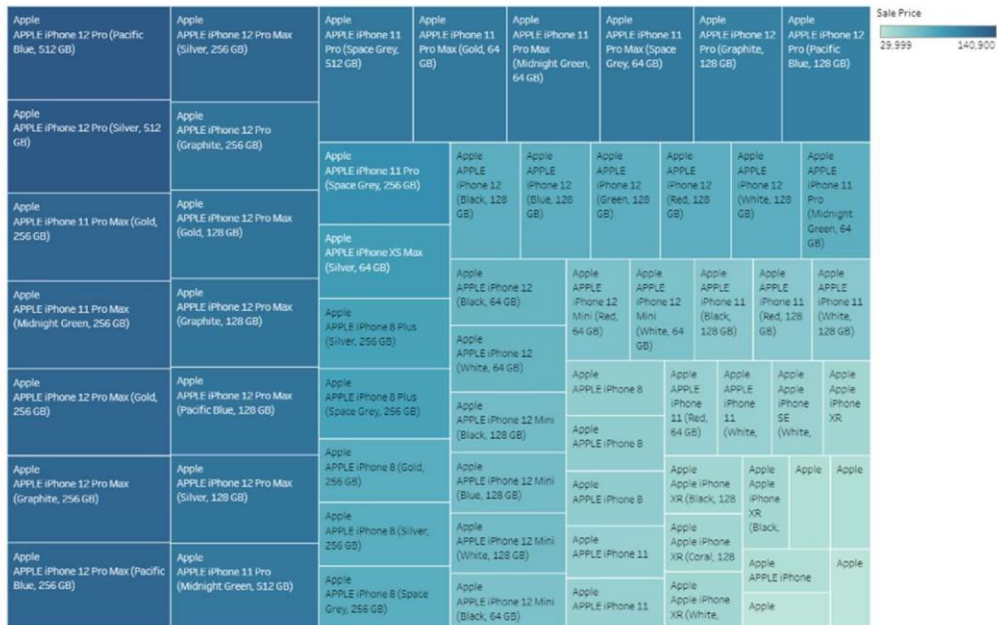 Apple
APPLE iPhone 12 Pro (Pacific
Blue, 512 GB)
Apple
APPLE iPhone 12 Pro (Silver, 512
GB)
Apple
APPLE iPhone 11 Pro Max (Gold,
256 GB)
Apple
APPLE iPhone 11 Pro Max
(Midnight Green, 256 GB)
Apple
APPLE iPhone 12 Pro Max (Gold,
256 GB)
Apple
APPLE iPhone 12 Pro Max
(Graphite, 256 GB)
Apple
APPLE iPhone 12 Pro Max (Pacific
Blue, 256 GB)
Apple
APPLE iPhone 12 Pro Max
(Silver, 256 GB)
Apple
APPLE iPhone 12 Pro
(Graphite, 256 GB)
Apple
APPLE iPhone 12 Pro Max
(Gold, 128 GB)
Apple
APPLE iPhone 12 Pro Max
(Graphite, 128 GB)
Apple
APPLE iPhone 12 Pro Max
(Pacific Blue, 128 GB)
Apple
APPLE iPhone 12 Pro Max
(Silver, 128 GB)
Apple
APPLE iPhone 11 Pro
(Midnight Green, 512 GB)
Apple
APPLE iPhone 11
Pro (Space Grey,
512 GB)
Apple
APPLE iPhone 11
Pro Max (Gold, 64
GB)
Apple
APPLE iPhone 11
Pro Max
(Midnight Green,
64 GB)
Apple
APPLE iPhone 11
Pro Max (Space
Grey, 64 GB)
Apple
APPLE iPhone 12
Pro (Graphite,
128 GB)
Apple
APPLE iPhone 12
Pro (Pacific
Blue, 128 GB)
Apple
APPLE iPhone 11 Pro
(Space Grey, 256 GB)
Apple
APPLE iPhone XS Max
(Silver, 64 GB)
Apple
APPLE iPhone 8 Plus
(Silver, 256 GB)
Apple
APPLE iPhone 8 Plus
(Space Grey, 256 GB)
Apple
APPLE iPhone 8 (Gold,
256 GB)
Apple
APPLE iPhone 8 (Silver,
256 GB)
Apple
APPLE iPhone 8 (Space
Grey, 256 GB)
Apple
APPLE
iPhone 12
(Black, 128
GB)
Apple
APPLE
iPhone 12
(Blue, 128
GB)
Apple
APPLE
iPhone 12
(Green, 128
GB)
Apple
APPLE
iPhone 12
(Red, 128
GB)
Apple
APPLE
iPhone 12
(White, 128
GB)
Apple
APPLE
iPhone 11
Pro
(Midnight
Green, 64
GB)
Apple
APPLE iPhone 12
(Black, 64 GB)
Apple
APPLE iPhone 12
(White, 64 GB)
Apple
APPLE iPhone 12 Mini
(Black, 128 GB)
Apple
APPLE iPhone 12 Mini
(Blue, 128 GB)
Apple
APPLE iPhone 12 Mini
(White, 128 GB)
Apple
APPLE iPhone 12 Mini
(Black, 64 GB)
Apple
APPLE
iPhone 12
Mini (Red,
64 GB)
Apple
APPLE
iPhone 12
Mini
(White, 64
GB)
Apple
APPLE
iPhone 11
(Black,
128 GB)
Apple
APPLE
iPhone 11
(Red, 128
GB)
Apple
APPLE
iPhone 11
(White,
128 GB)
Apple
APPLE iPhone 8
Apple
APPLE iPhone 8
Apple
APPLE iPhone 8
Apple
APPLE iPhone 11
Apple
APPLE iPhone 11
Apple
APPLE
iPhone
11 (Red,
64 GB)
Apple
APPLE
iPhone
11
(White,
Apple
Apple
iPhone
SE
(White,
Apple
Apple
iPhone
XR
Apple
Apple iPhone
XR (Black, 128
Apple
Apple iPhone
XR (Coral, 128
Apple
Apple iPhone
XR (White,
Apple
Apple
iPhone
XR
(Black,
Apple
Apple
Apple
APPLE iPhone
Apple
Apple
Sale Price
29,999
140,900